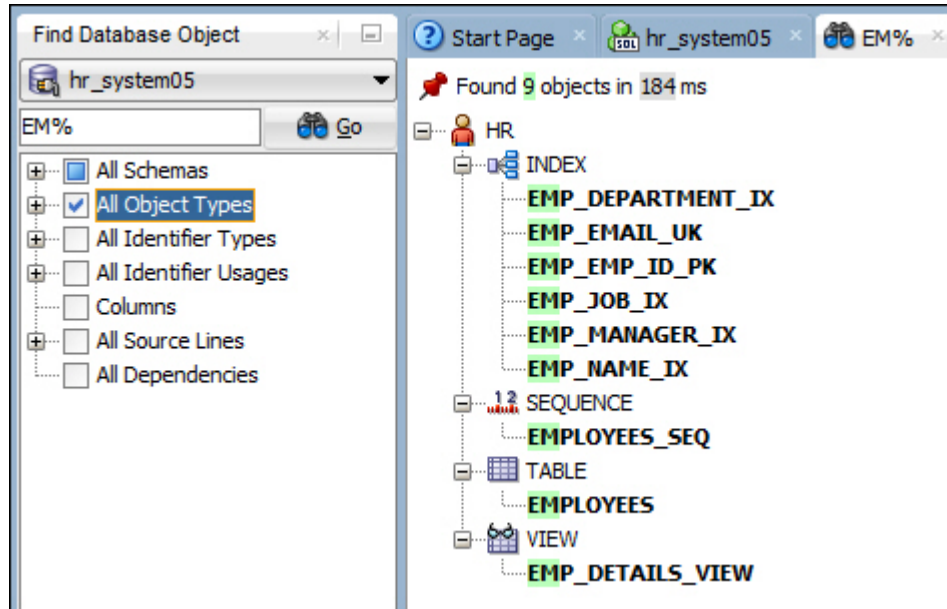 Find Database Object
hr_system05
EM%
Go
All Schemas
All Object Types
All Identifier Types
All Identifier Usages
Columns
All Source Lines
All Dependencies
Start Page
SQL hr_system05
EM%
Found 9 objects in 184 ms
HR
INDEX
EMP_DEPARTMENT_IX
EMP_EMAIL_UK
EMP_EMP_ID_PK
EMP_JOB_IX
EMP_MANAGER_IX
EMP_NAME_IX
12 SEQUENCE
EMPLOYEES_SEQ
TABLE
EMPLOYEES
VIEW
EMP_DETAILS_VIEW